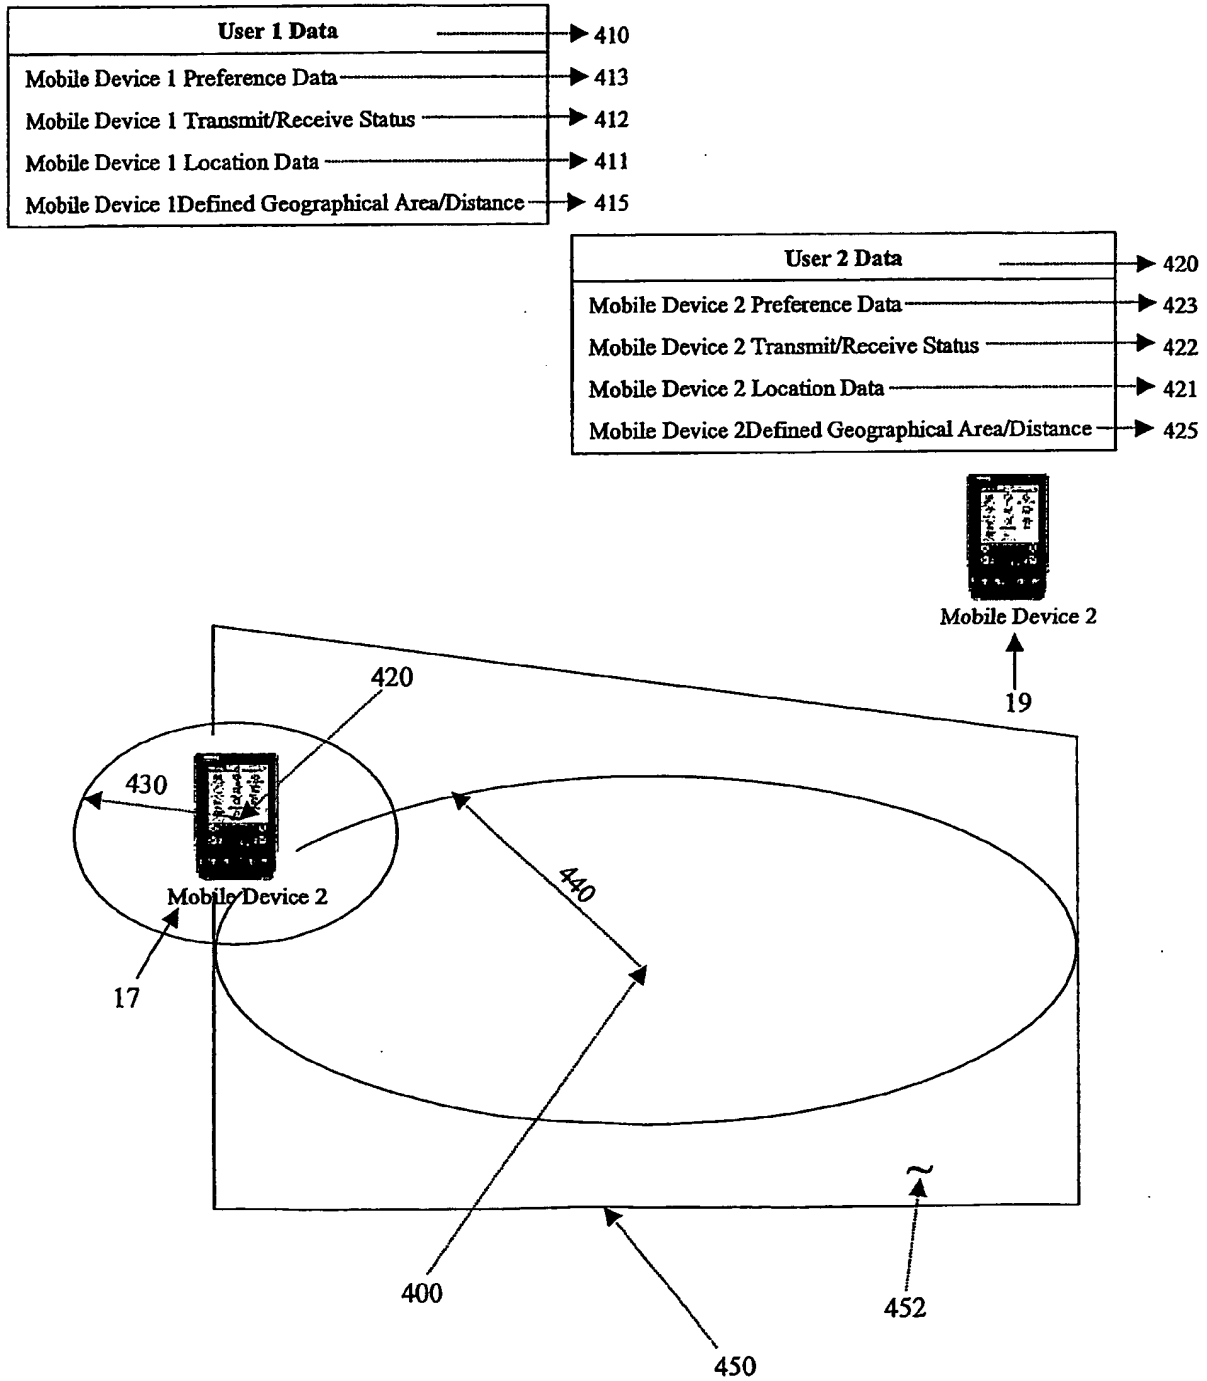 User 1 Data 410
Mobile Device 1 Preference Data 413
Mobile Device 1 Transmit/Receive Status 412
Mobile Device 1 Location Data 411
Mobile Device 1Defined Geographical Area/Distance 415
User 2 Data 420
Mobile Device 2 Preference Data 423
Mobile Device 2 Transmit/Receive Status 422
Mobile Device 2 Location Data 421
Mobile Device 2Defined Geographical Area/Distance 425
Mobile Device 2
19
420
430
440
Mobile Device 2
17
400
452
450